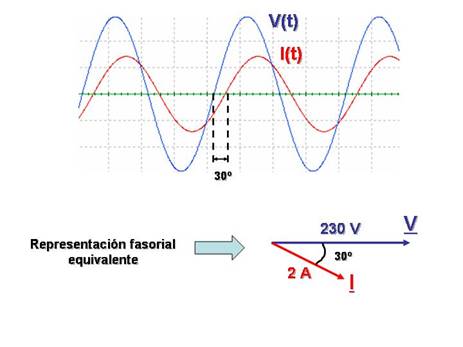 V(t)
I(t)
30º
Representación fasorial
equivalente
230 V
V
30º
2 A
I